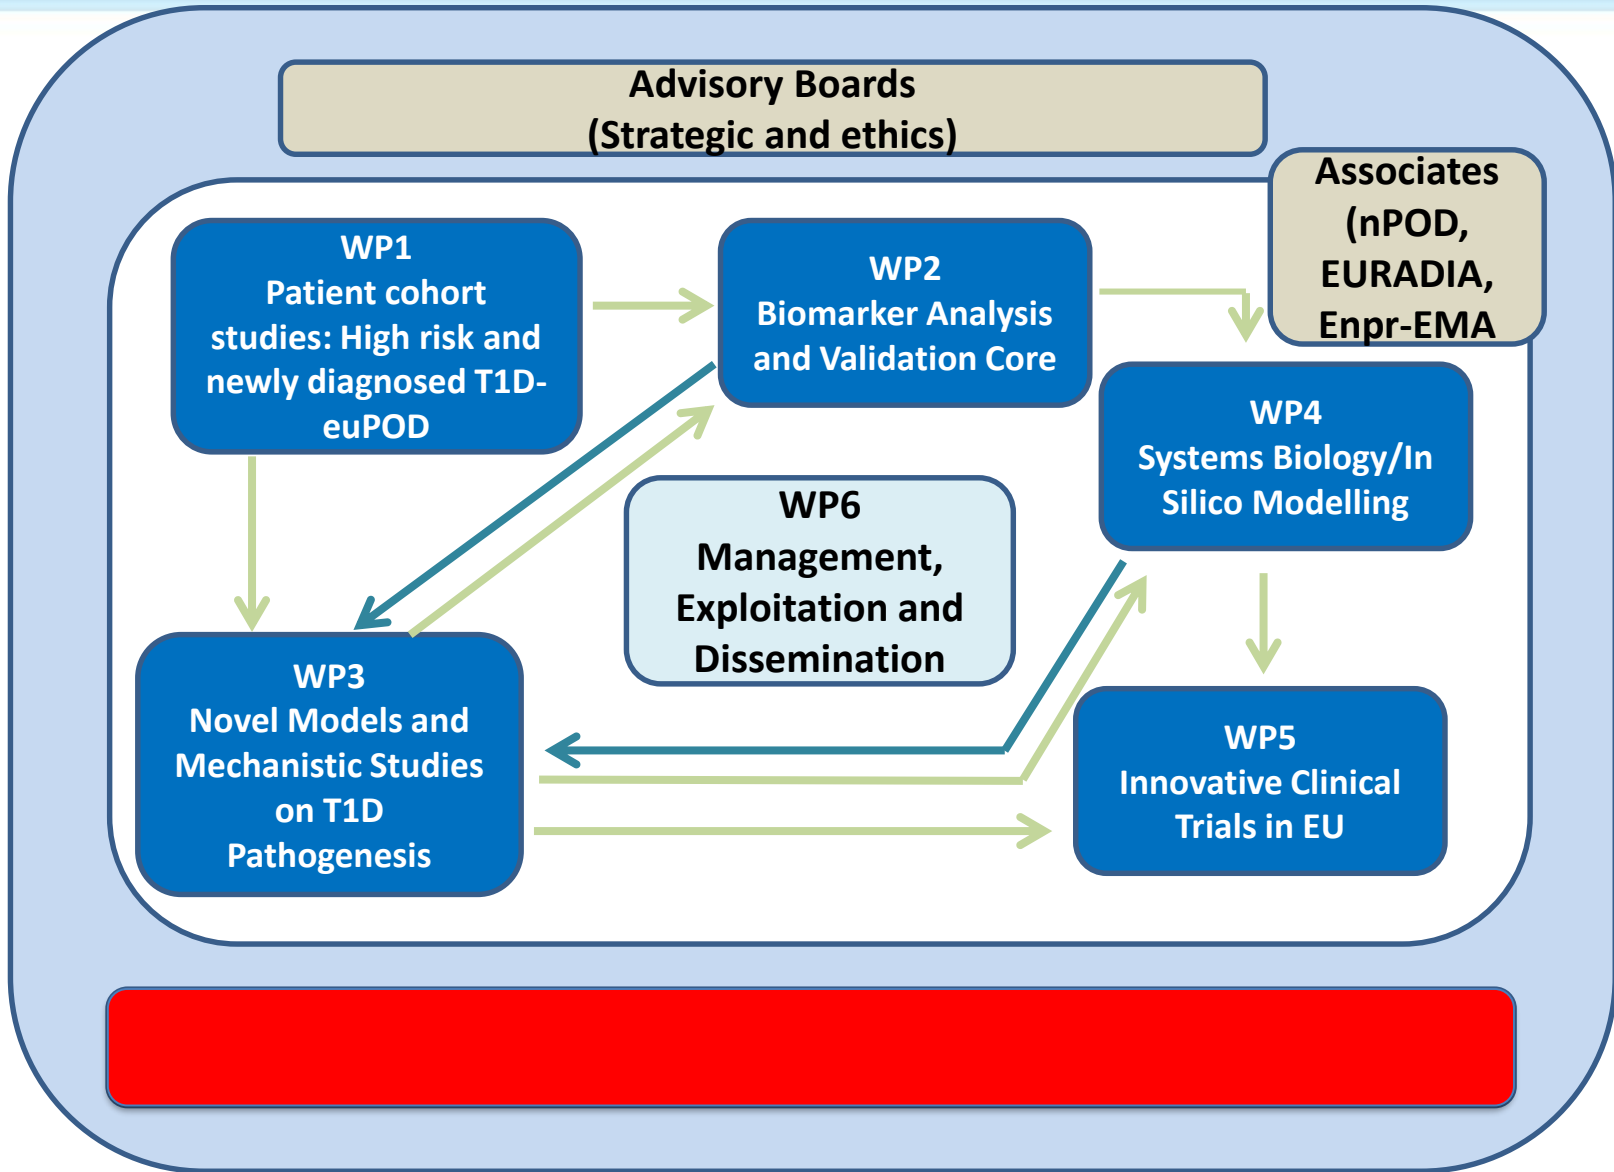 Advisory Boards
(Strategic and ethics)
Associates
(nPOD,
EURADIA,
Enpr-EMA
WP1
Patient cohort
studies: High risk and
newly diagnosed T1D-
euPOD
WP2
Biomarker Analysis
and Validation Core
WP4
Systems Biology/In
Silico Modelling
WP6
Management,
Exploitation and
Dissemination
WP3
Novel Models and
Mechanistic Studies
on T1D
Pathogenesis
WP5
Innovative Clinical
Trials in EU